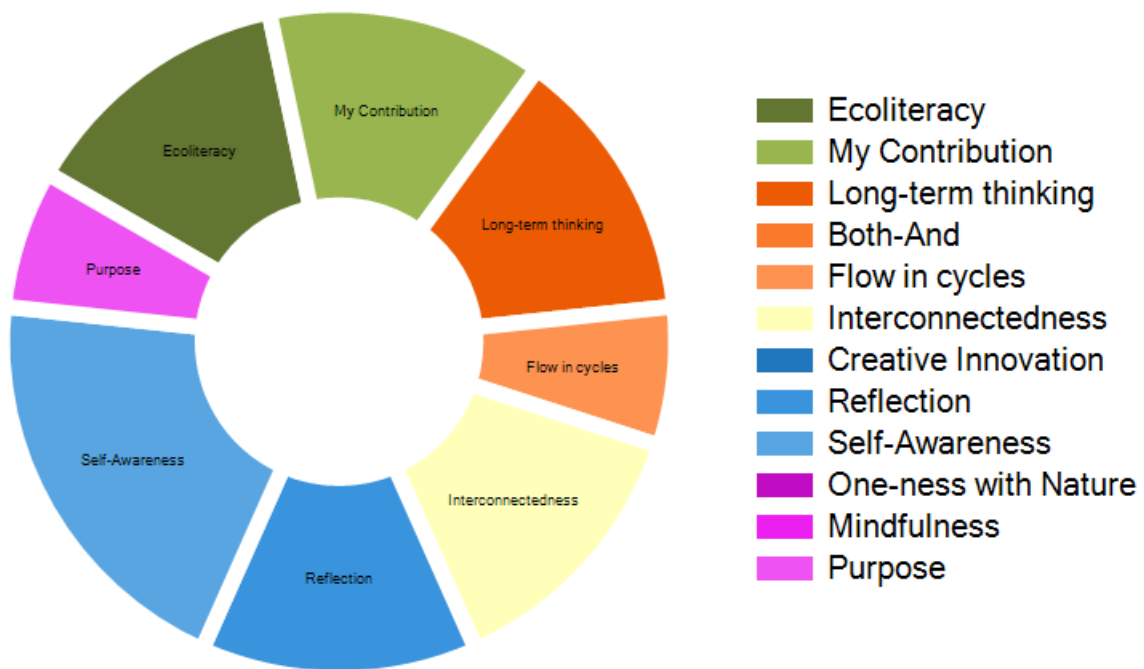 My Contribution
Ecoliteracy
Long-term thinking
Purpose
Flow in cycles
Self-Awareness
Interconnectedness
Reflection
Ecoliteracy
My Contribution
Long-term thinking
Both-And
Flow in cycles
Interconnectedness
Creative Innovation
Reflection
Self-Awareness
One-ness with Nature
Mindfulness
Purpose